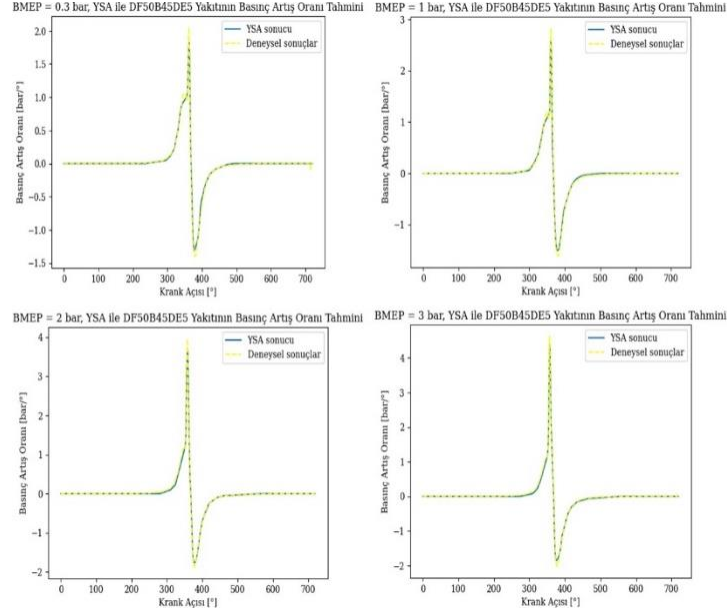 BMEP = 0.3 bar, YSA ile DF50B45DE5 Yakıtının Basınç Artış Oranı Tahmini
Basınç Artış Oranı [bar/°]
2.0
1.5
1.0
0.5
0.0
−0.5
−1.0
−1.5
YSA sonucu
Deneysel sonuçlar
0 100 200 300 400 500 600 700
Krank Açısı [°]
BMEP = 1 bar, YSA ile DF50B45DE5 Yakıtının Basınç Artış Oranı Tahmini
Basınç Artış Oranı [bar/°]
3
2
1
0
−1
YSA sonucu
Deneysel sonuçlar
0 100 200 300 400 500 600 700
Krank Açısı [°]
BMEP = 2 bar, YSA ile DF50B45DE5 Yakıtının Basınç Artış Oranı Tahmini
Basınç Artış Oranı [bar/°]
4
3
2
1
0
−1
−2
YSA sonucu
Deneysel sonuçlar
0 100 200 300 400 500 600 700
Krank Açısı [°]
BMEP = 3 bar, YSA ile DF50B45DE5 Yakıtının Basınç Artış Oranı Tahmini
Basınç Artış Oranı [bar/°]
4
3
2
1
0
−1
−2
YSA sonucu
Deneysel sonuçlar
0 100 200 300 400 500 600 700
Krank Açısı [°]